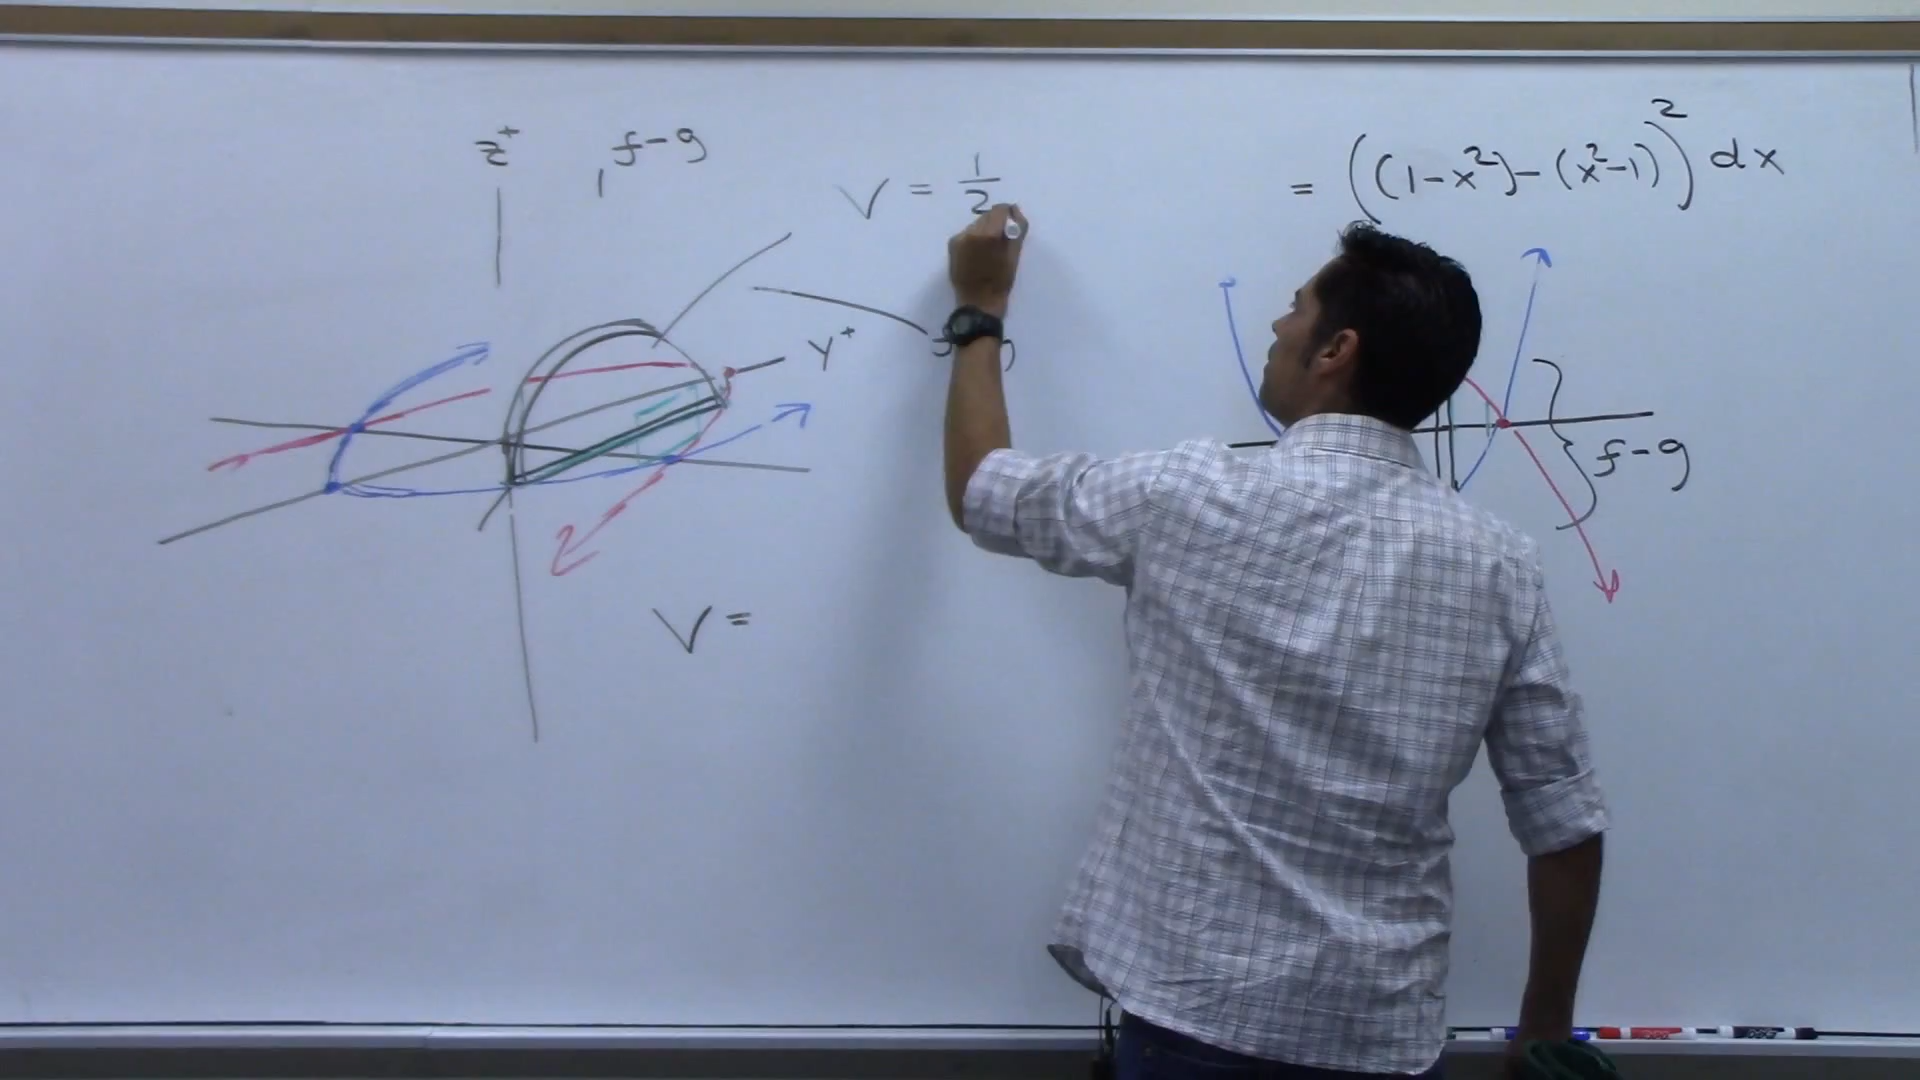 z⁺
f-g
V = 1/2
= ((1-x²)-(x²-1))² dx
y⁺
f-g
V =